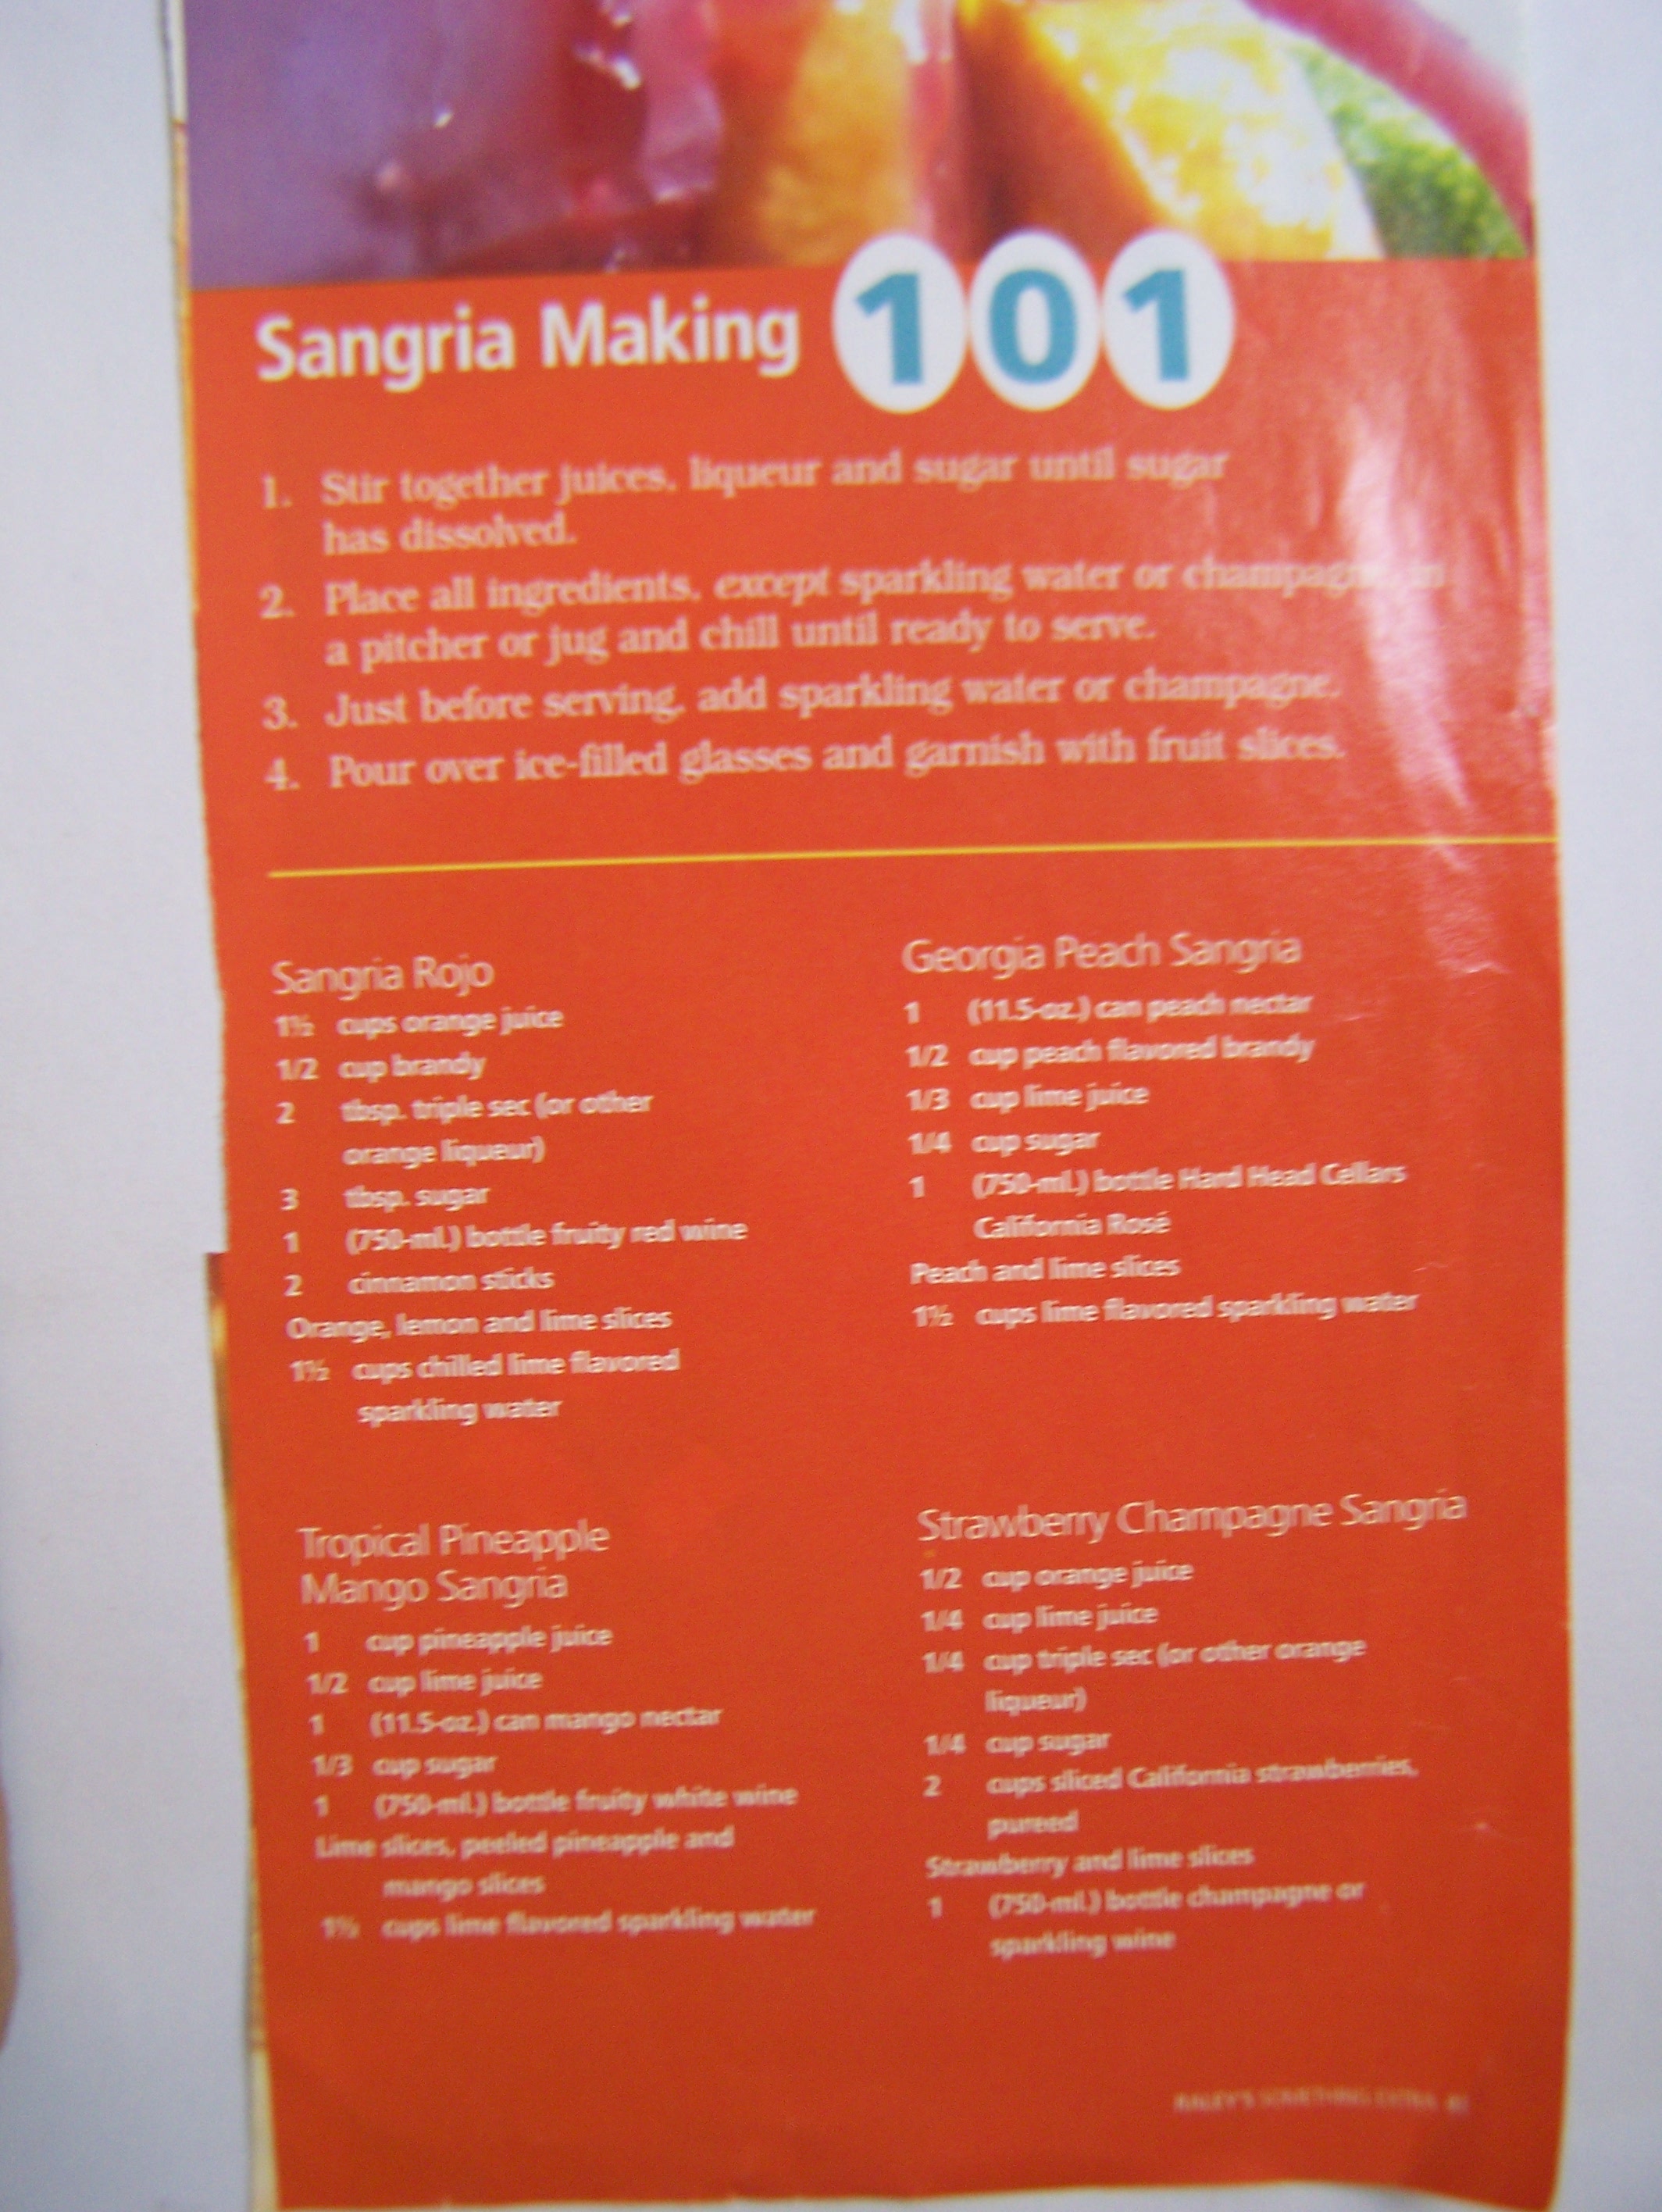 Sangria Making 101
1. Stir together juices, liqueur and sugar until sugar
has dissolved.
2. Place all ingredients, except sparkling water or champagne, in
a pitcher or jug and chill until ready to serve.
3. Just before serving, add sparkling water or champagne.
4. Pour over ice-filled glasses and garnish with fruit slices.
Sangria Rojo
1½ cups orange juice
1/2 cup brandy
2 tbsp. triple sec (or other
orange liqueur)
3 tbsp. sugar
1 (750-ml.) bottle fruity red wine
2 cinnamon sticks
Orange, lemon and lime slices
1½ cups chilled lime flavored
sparkling water
Georgia Peach Sangria
1 (11.5-oz.) can peach nectar
1/2 cup peach flavored brandy
1/3 cup lime juice
1/4 cup sugar
1 (750-ml.) bottle Hard Head Cellars
California Rosé
Peach and lime slices
1½ cups lime flavored sparkling water
Tropical Pineapple
Mango Sangria
1 cup pineapple juice
1/2 cup lime juice
1 (11.5-oz.) can mango nectar
1/3 cup sugar
1 (750-ml.) bottle fruity white wine
Lime slices, peeled pineapple and
mango slices
1½ cups lime flavored sparkling water
Strawberry Champagne Sangria
1/2 cup orange juice
1/4 cup lime juice
1/4 cup triple sec (or other orange
liqueur)
1/4 cup sugar
2 cups sliced California strawberries,
pureed
Strawberry and lime slices
1 (750-ml.) bottle champagne or
sparkling wine
RALEY'S SOMETHING EXTRA